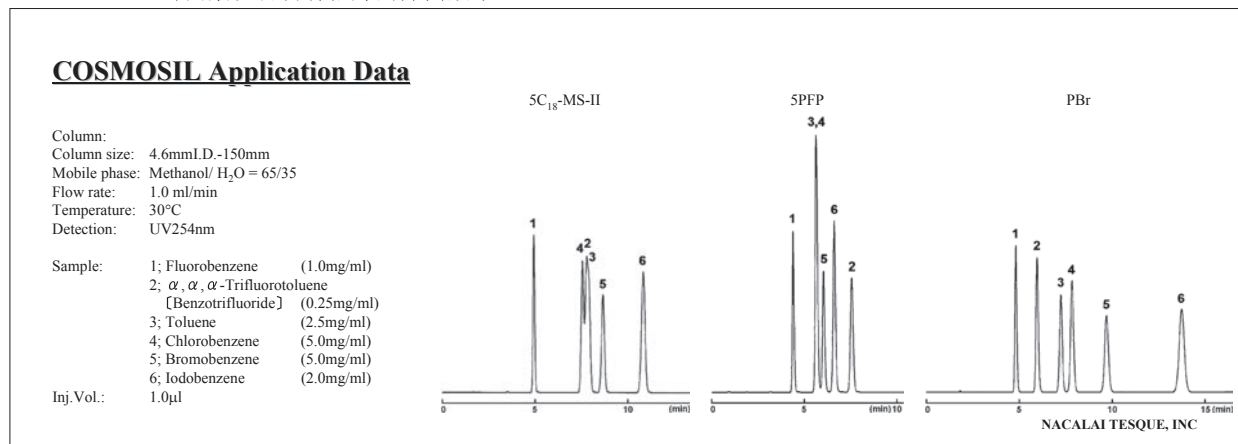 COSMOSIL Application Data
Column:
Column size: 4.6mmI.D.-150mm
Mobile phase: Methanol/ H₂O = 65/35
Flow rate: 1.0 ml/min
Temperature: 30°C
Detection: UV254nm
Sample: 1; Fluorobenzene (1.0mg/ml)
2; α, α, α-Trifluorotoluene
〔Benzotrifluoride〕 (0.25mg/ml)
3; Toluene (2.5mg/ml)
4; Chlorobenzene (5.0mg/ml)
5; Bromobenzene (5.0mg/ml)
6; Iodobenzene (2.0mg/ml)
Inj.Vol.: 1.0μl
5C₁₈-MS-II
1
4 2
3
5
6
0 5 10 (min)
5PFP
3,4
1
6
5
2
0 5 (min)10
PBr
1
2
3
4
5
6
0 5 10 15 (min)
NACALAI TESQUE, INC